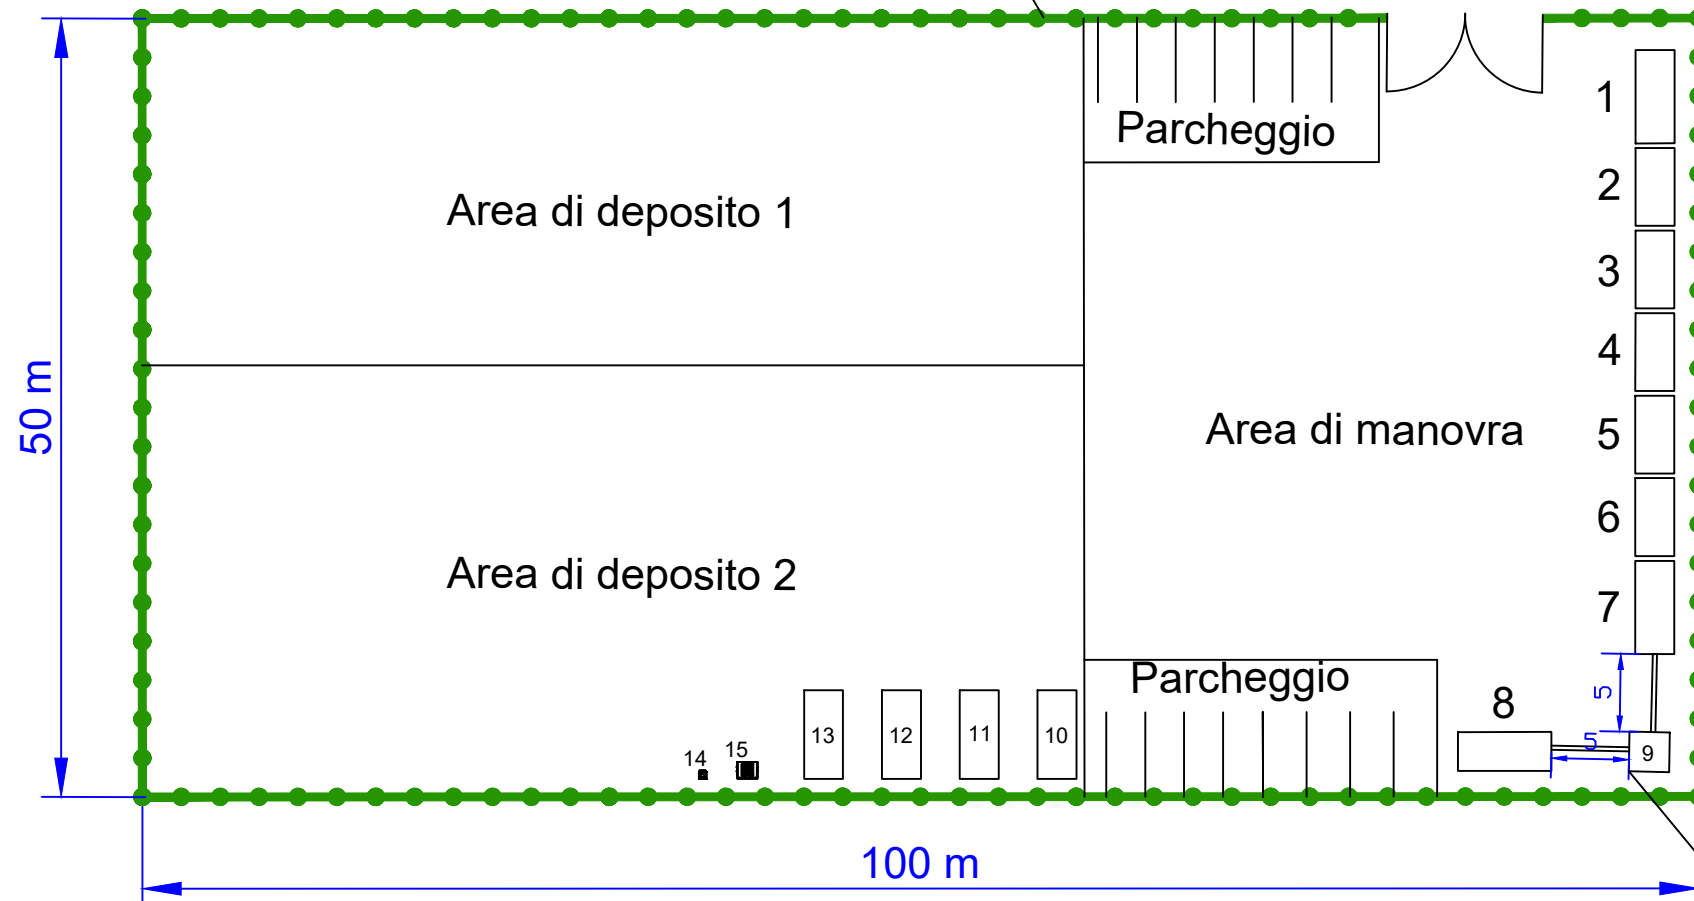 1
Parcheggio
2
Area di deposito 1
3
4
50 m
Area di manovra
5
6
Area di deposito 2
7
Parcheggio
5
8
13
12
11
10
14
15
5
9
100 m